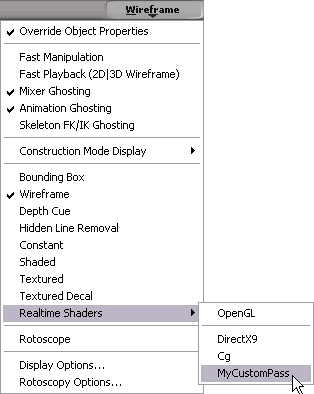 Wireframe
Override Object Properties
Fast Manipulation
Fast Playback (2D|3D Wireframe)
Mixer Ghosting
Animation Ghosting
Skeleton FK/IK Ghosting
Construction Mode Display
Bounding Box
Wireframe
Depth Cue
Hidden Line Removal
Constant
Shaded
Textured
Textured Decal
Realtime Shaders
OpenGL
DirectX9
Cg
MyCustomPass
Rotoscope
Display Options...
Rotoscopy Options...